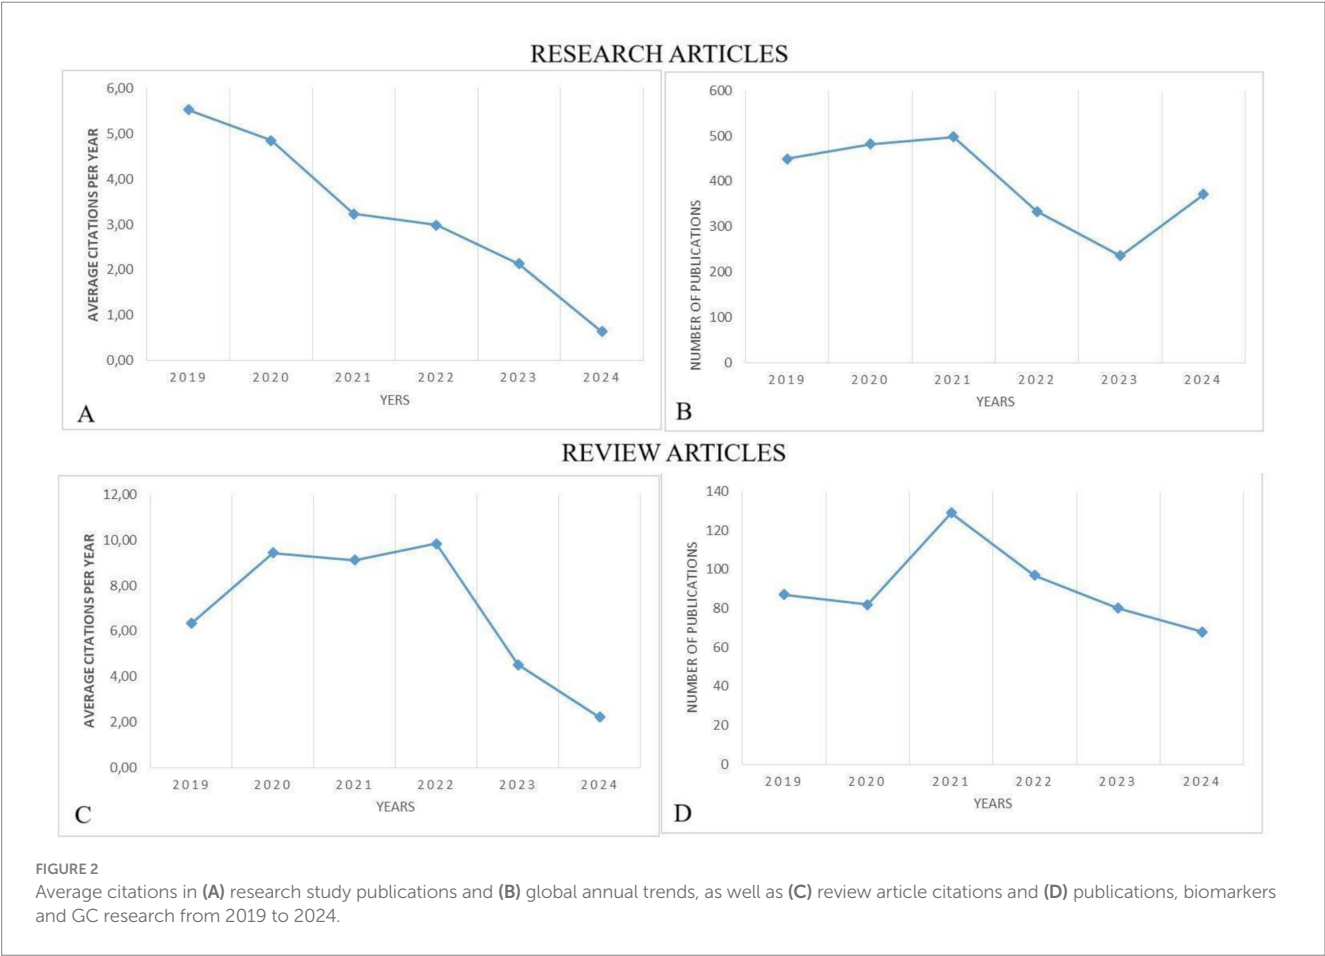 RESEARCH ARTICLES
AVERAGE CITATIONS PER YEAR
6,00
5,00
4,00
3,00
2,00
1,00
0,00
2019 2020 2021 2022 2023 2024
YERS
A
NUMBER OF PUBLICATIONS
600
500
400
300
200
100
0
2019 2020 2021 2022 2023 2024
YEARS
B
REVIEW ARTICLES
AVERAGE CITATIONS PER YEAR
12,00
10,00
8,00
6,00
4,00
2,00
0,00
2019 2020 2021 2022 2023 2024
YEARS
C
NUMBER OF PUBLICATIONS
140
120
100
80
60
40
20
0
2019 2020 2021 2022 2023 2024
YEARS
D
FIGURE 2
Average citations in (A) research study publications and (B) global annual trends, as well as (C) review article citations and (D) publications, biomarkers
and GC research from 2019 to 2024.